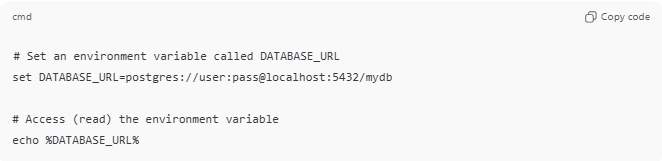 cmd
Copy code
# Set an environment variable called DATABASE_URL
set DATABASE_URL=postgres://user:pass@localhost:5432/mydb
# Access (read) the environment variable
echo %DATABASE_URL%